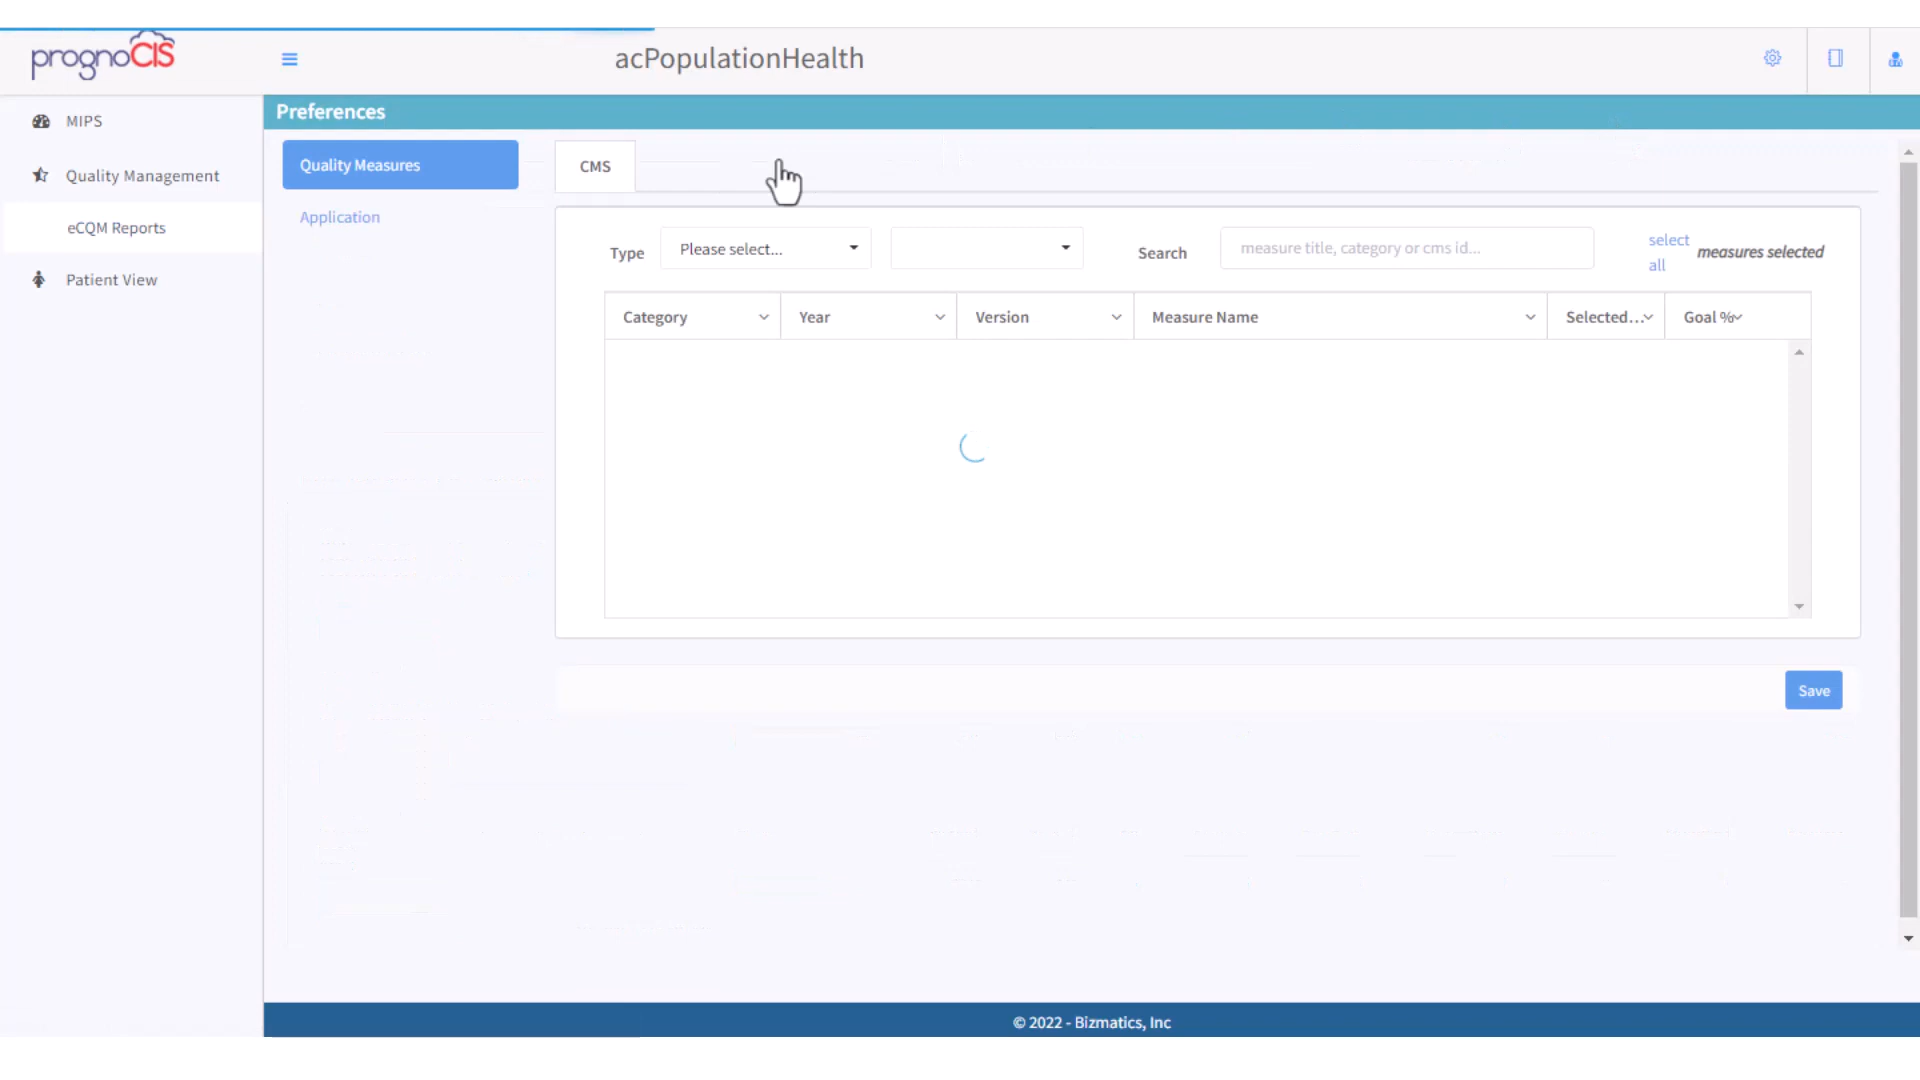 prognoCIS
acPopulationHealth
MIPS
Quality Management
eCQM Reports
Patient View
Preferences
Quality Measures
Application
CMS
Type
Please select...
Search
measure title, category or cms id...
select
all
measures selected
Category
Year
Version
Measure Name
Selected...
Goal %
Save
© 2022 - Bizmatics, Inc